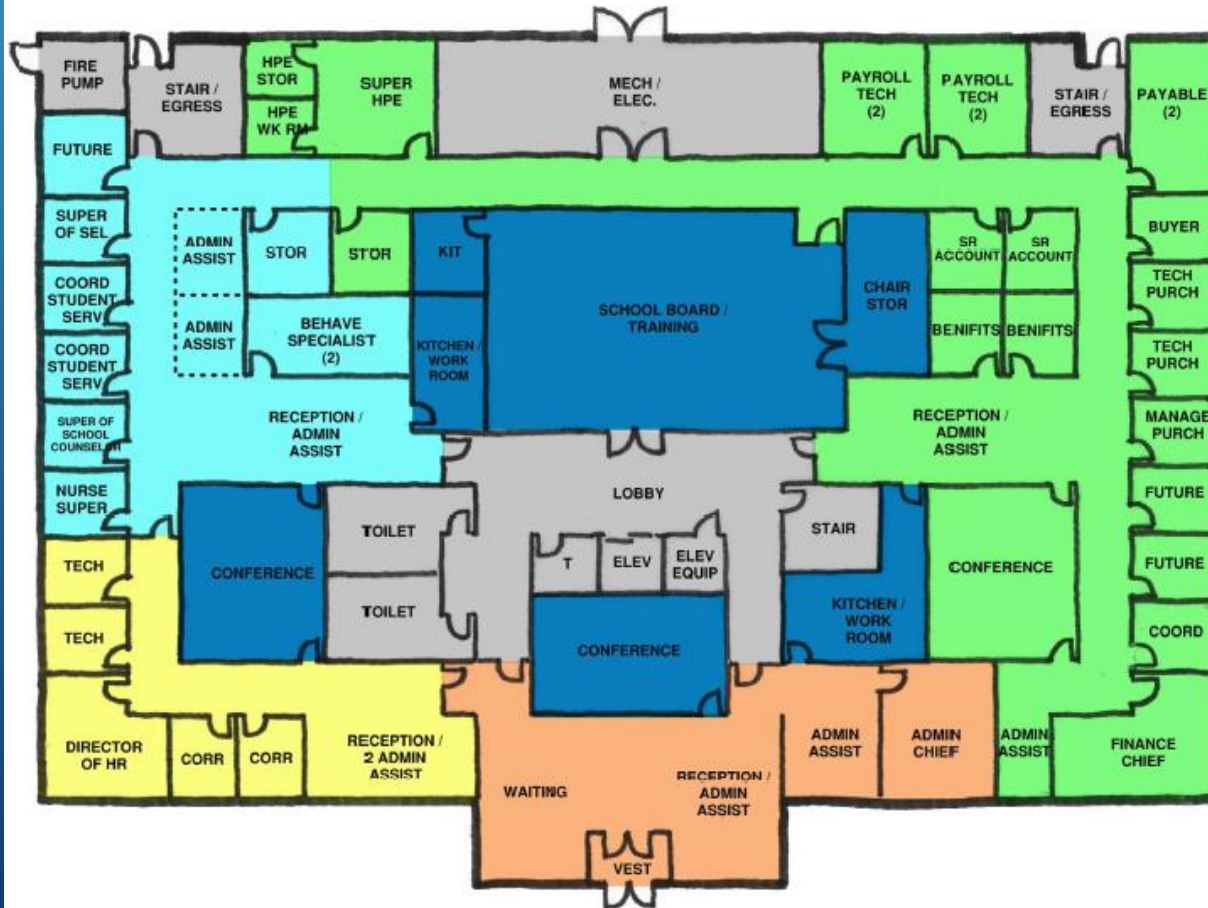 FIRE
PUMP
STAIR /
EGRESS
HPE
STOR
HPE
WK RM
SUPER
HPE
MECH /
ELEC.
PAYROLL
TECH
(2)
PAYROLL
TECH
(2)
STAIR /
EGRESS
PAYABLE
(2)
FUTURE
SUPER
OF SEL
ADMIN
ASSIST
STOR
STOR
KIT
SCHOOL BOARD /
TRAINING
CHAIR
STOR
SR
ACCOUNT
SR
ACCOUNT
BUYER
COORD
STUDENT
SERV
ADMIN
ASSIST
BEHAVE
SPECIALIST
(2)
KITCHEN /
WORK
ROOM
BENIFITS
BENIFITS
TECH
PURCH
COORD
STUDENT
SERV
TECH
PURCH
SUPER OF
SCHOOL
COUNSELOR
RECEPTION /
ADMIN
ASSIST
RECEPTION /
ADMIN
ASSIST
MANAGE
PURCH
NURSE
SUPER
LOBBY
FUTURE
TOILET
STAIR
TECH
CONFERENCE
T
ELEV
ELEV
EQUIP
CONFERENCE
FUTURE
TOILET
KITCHEN /
WORK
ROOM
TECH
CONFERENCE
COORD
DIRECTOR
OF HR
CORR
CORR
RECEPTION /
2 ADMIN
ASSIST
WAITING
RECEPTION /
ADMIN
ASSIST
ADMIN
ASSIST
ADMIN
CHIEF
ADMIN
ASSIST
FINANCE
CHIEF
VEST